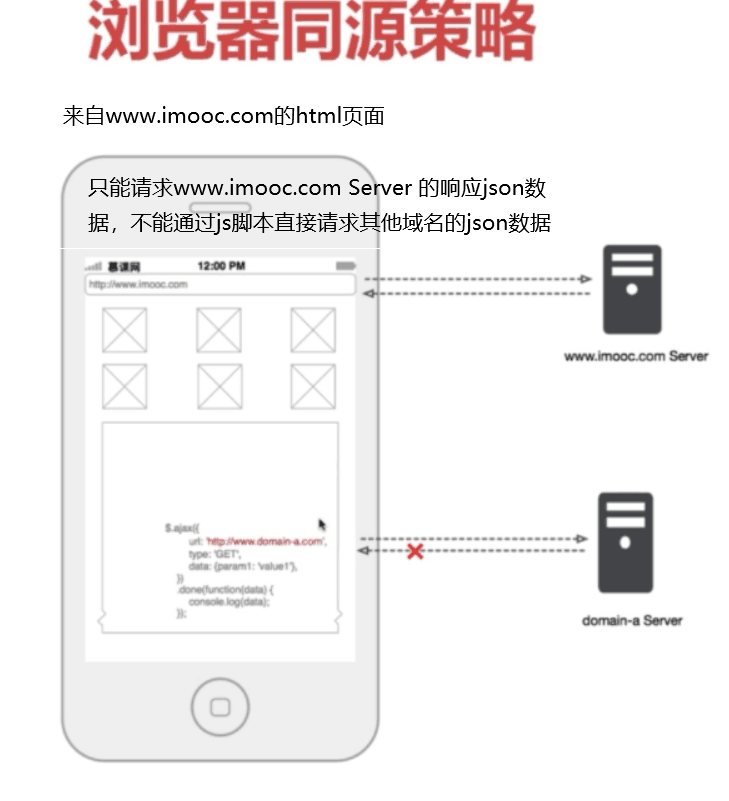 浏览器同源策略
来自www.imooc.com的html页面
只能请求www.imooc.com Server 的响应json数
据，不能通过js脚本直接请求其他域名的json数据
慕课网 12:00 PM
http://www.imooc.com
www.imooc.com Server
$.ajax({
url: 'http://www.domain-a.com',
type: 'GET',
data: {param1: 'value1'},
})
.done(function(data) {
console.log(data);
});
domain-a Server